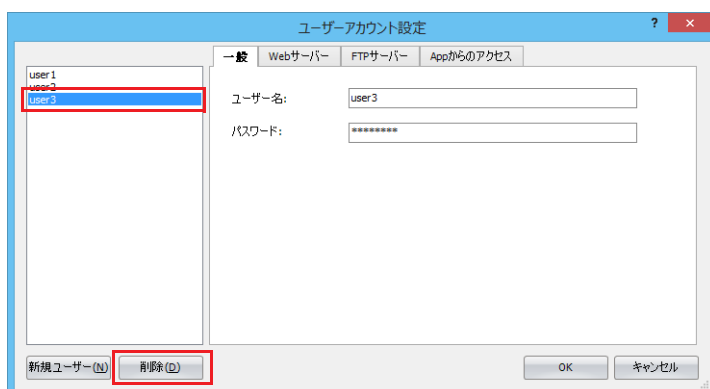 ユーザーアカウント設定
?
一般 Webサーバー FTPサーバー Appからのアクセス
user1
user2
user3
ユーザー名: user3
パスワード: ********
新規ユーザー(N) 削除(D) OK キャンセル